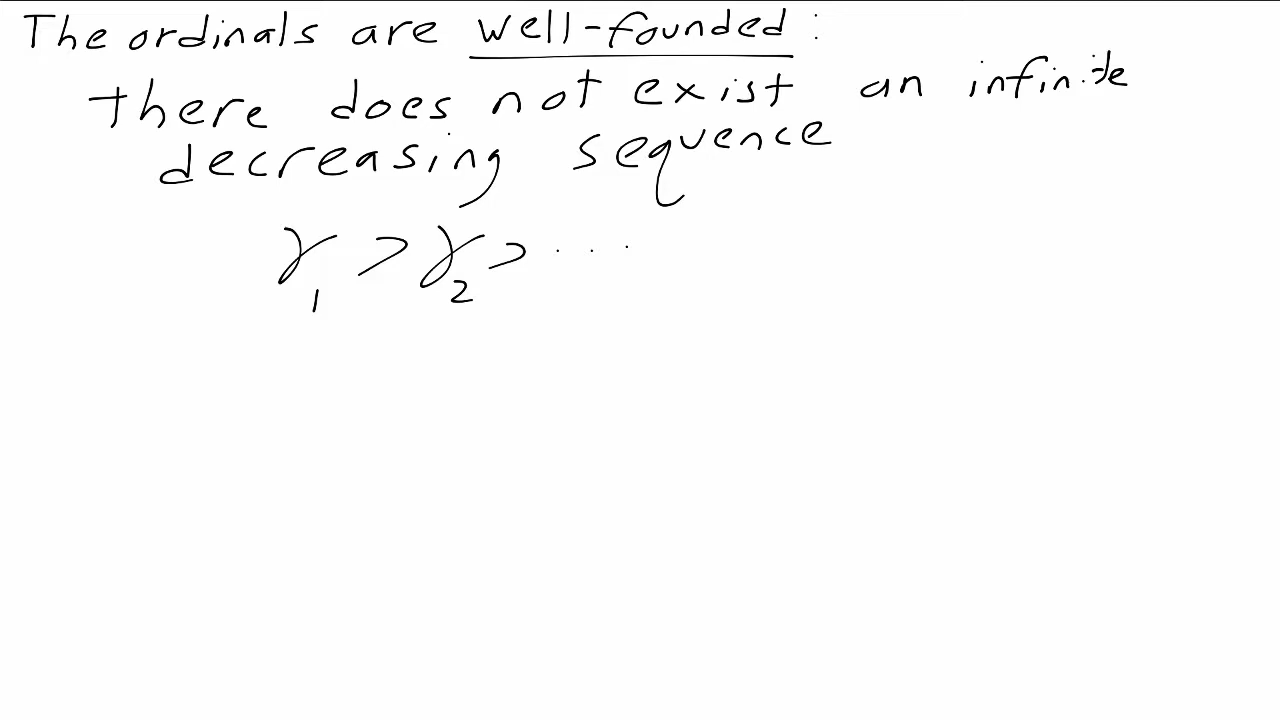 The ordinals are well-founded:
there does not exist an infinite
decreasing sequence
γ₁ > γ₂ > ...